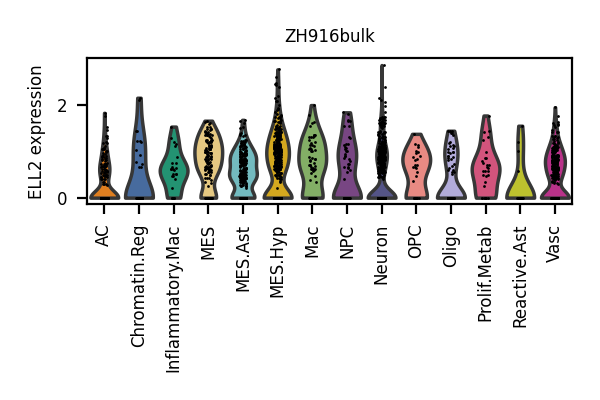 ZH916bulk
ELL2 expression
2
0
AC
Chromatin.Reg
Inflammatory.Mac
MES
MES.Ast
MES.Hyp
Mac
NPC
Neuron
OPC
Oligo
Prolif.Metab
Reactive.Ast
Vasc